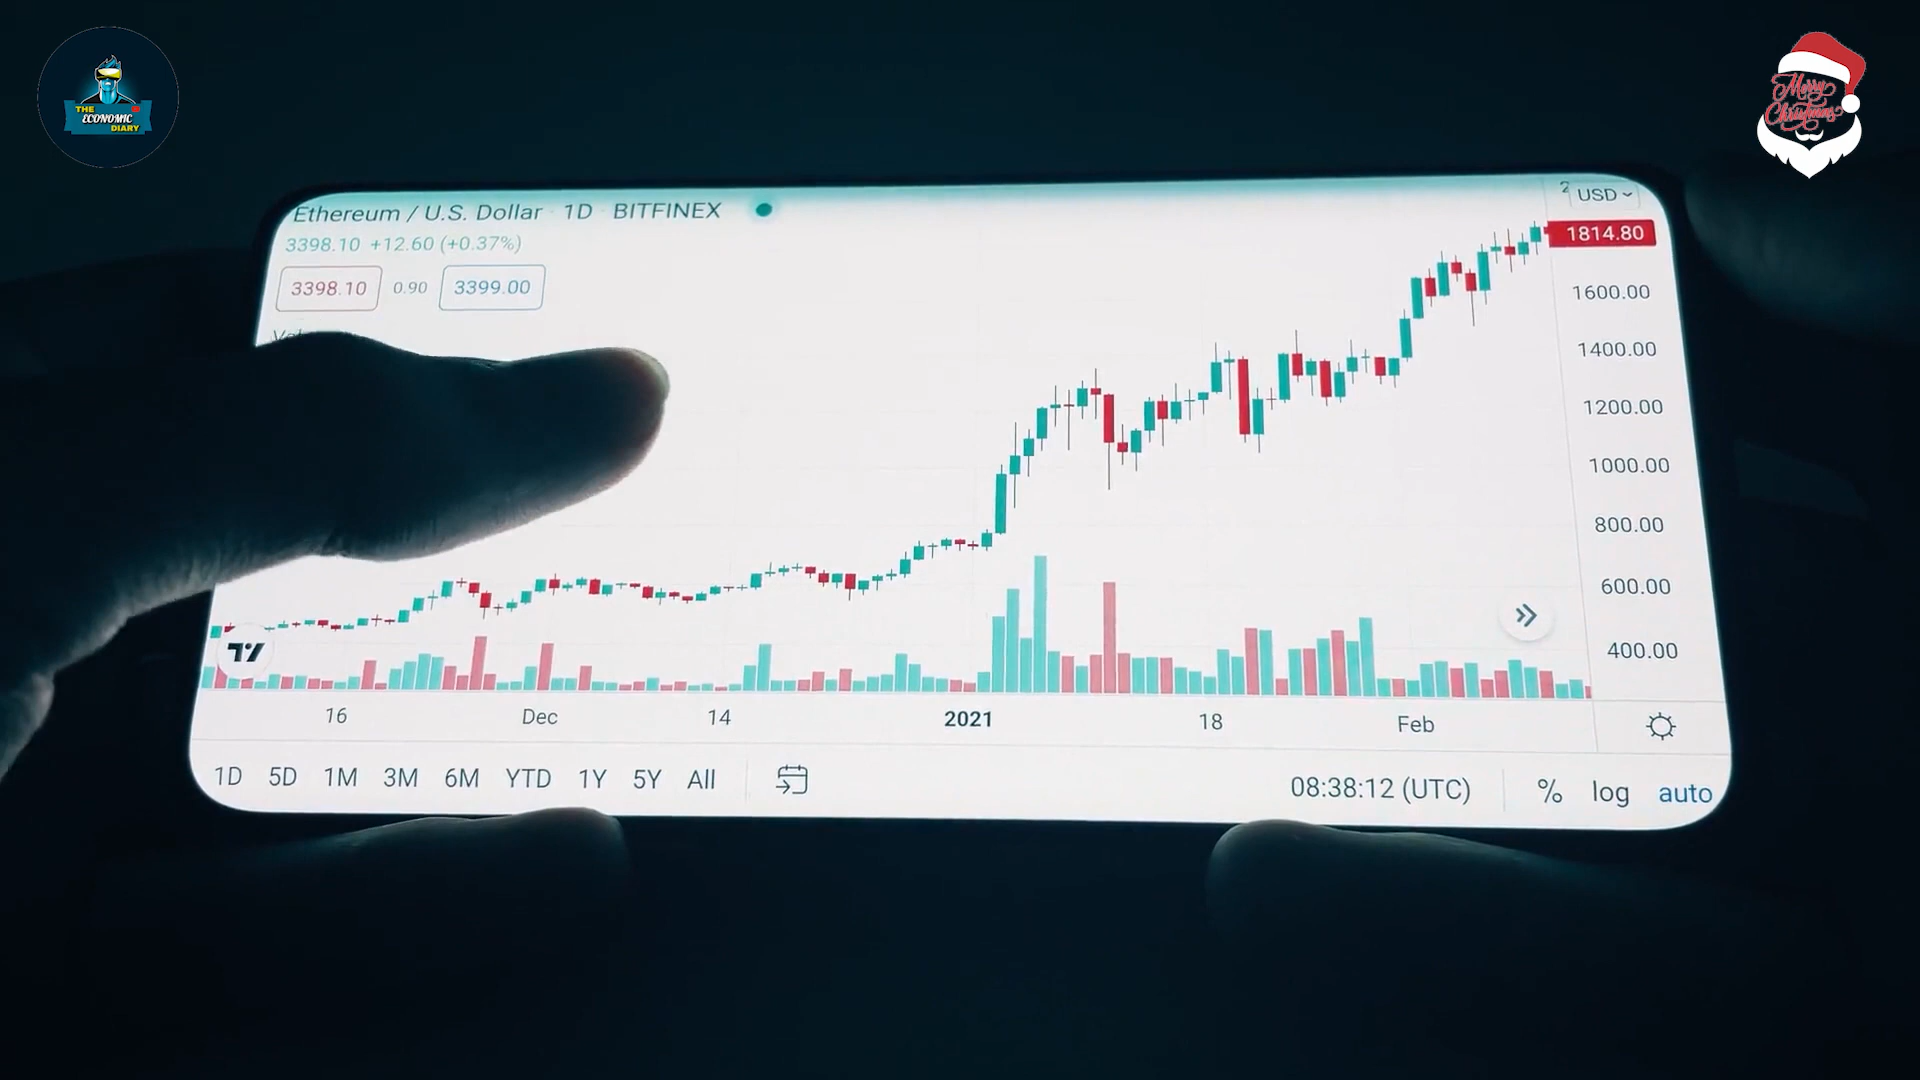 THE
ECONOMIC
DIARY
Merry
Christmas
Ethereum / U.S. Dollar · 1D · BITFINEX
USD
3398.10 +12.60 (+0.37%)
3398.10 0.90 3399.00
1814.80
1600.00
1400.00
1200.00
1000.00
800.00
600.00
400.00
16 Dec 14 2021 18 Feb
1D 5D 1M 3M 6M YTD 1Y 5Y All
08:38:12 (UTC) % log auto